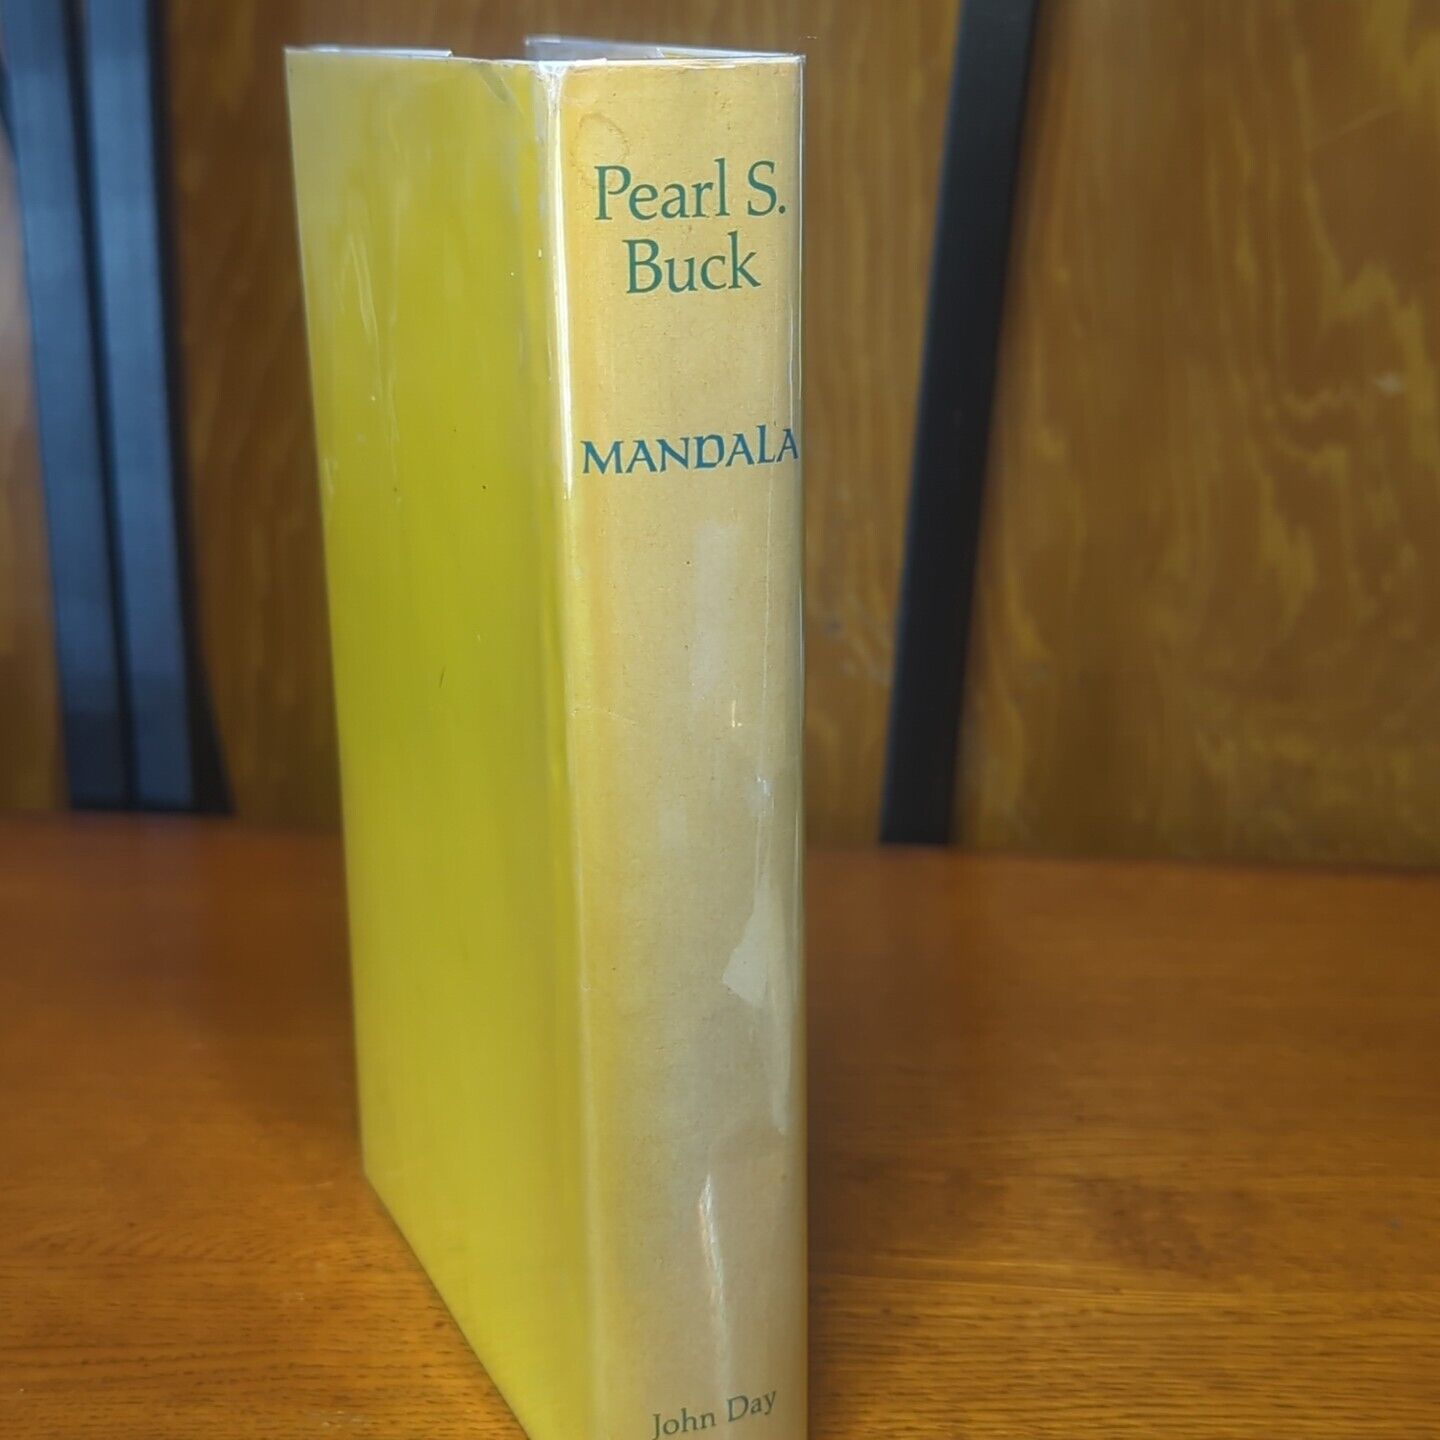 Pearl S.
Buck
MANDALA
John Day